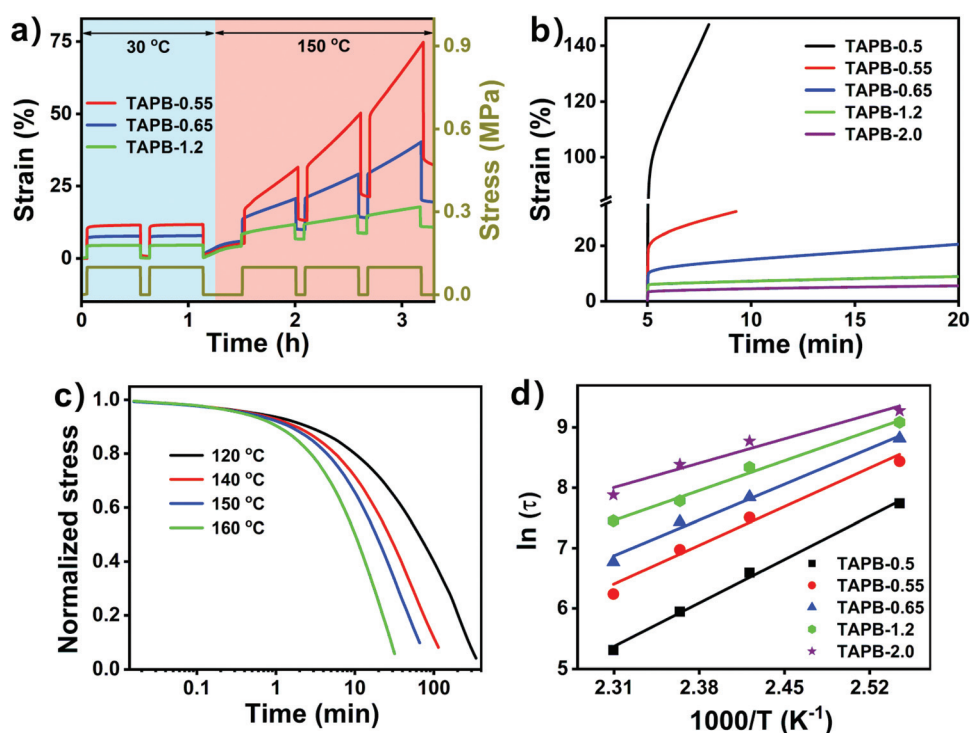 a)
30 °C
150 °C
TAPB-0.55
TAPB-0.65
TAPB-1.2
75
50
25
0
Strain (%)
0.9
0.6
0.3
0.0
Stress (MPa)
0
1
2
3
Time (h)
b)
TAPB-0.5
TAPB-0.55
TAPB-0.65
TAPB-1.2
TAPB-2.0
140
120
100
20
0
Strain (%)
5
10
15
20
Time (min)
c)
120 °C
140 °C
150 °C
160 °C
1.0
0.8
0.6
0.4
0.2
0.0
Normalized stress
0.1
1
10
100
Time (min)
d)
TAPB-0.5
TAPB-0.55
TAPB-0.65
TAPB-1.2
TAPB-2.0
9
8
7
6
5
ln (τ)
2.31
2.38
2.45
2.52
1000/T (K⁻¹)